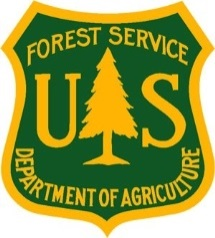 FOREST SERVICE
U S
DEPARTMENT OF AGRICULTURE